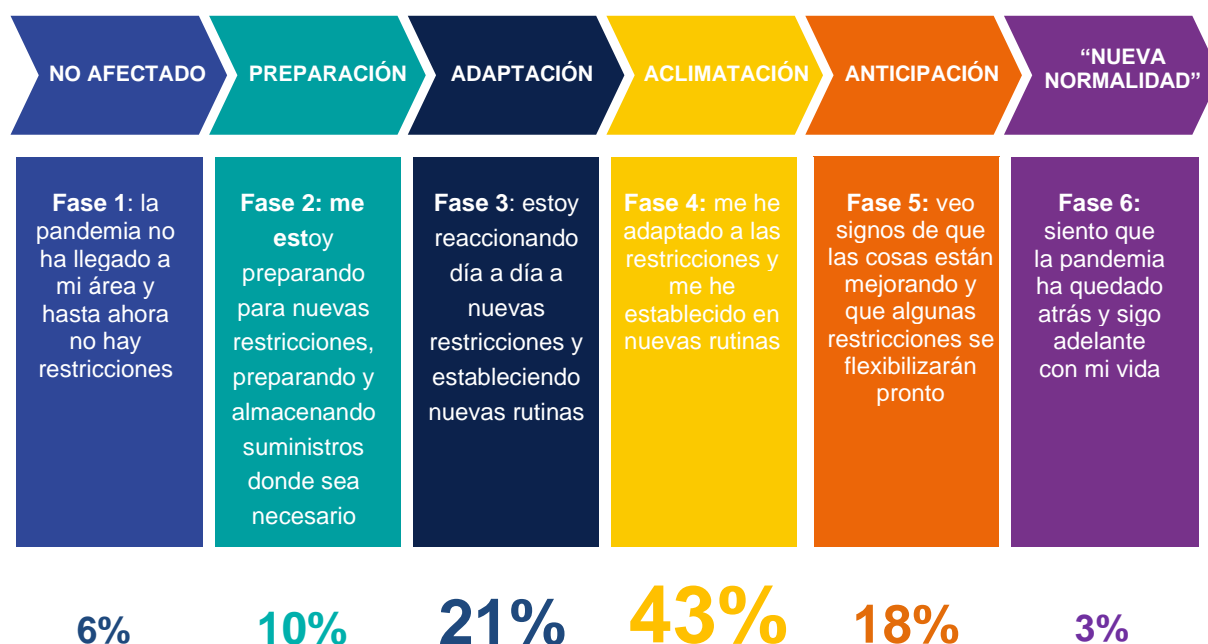 NO AFECTADO
PREPARACIÓN
ADAPTACIÓN
ACLIMATACIÓN
ANTICIPACIÓN
“NUEVA
NORMALIDAD”
Fase 1: la
pandemia no
ha llegado a
mi área y
hasta ahora
no hay
restricciones
Fase 2: me
estoy
preparando
para nuevas
restricciones,
preparando y
almacenando
suministros
donde sea
necesario
Fase 3: estoy
reaccionando
día a día a
nuevas
restricciones y
estableciendo
nuevas rutinas
Fase 4: me he
adaptado a las
restricciones y
me he
establecido en
nuevas rutinas
Fase 5: veo
signos de que
las cosas están
mejorando y
que algunas
restricciones se
flexibilizarán
pronto
Fase 6:
siento que
la pandemia
ha quedado
atrás y sigo
adelante
con mi vida
6%
10%
21%
43%
18%
3%